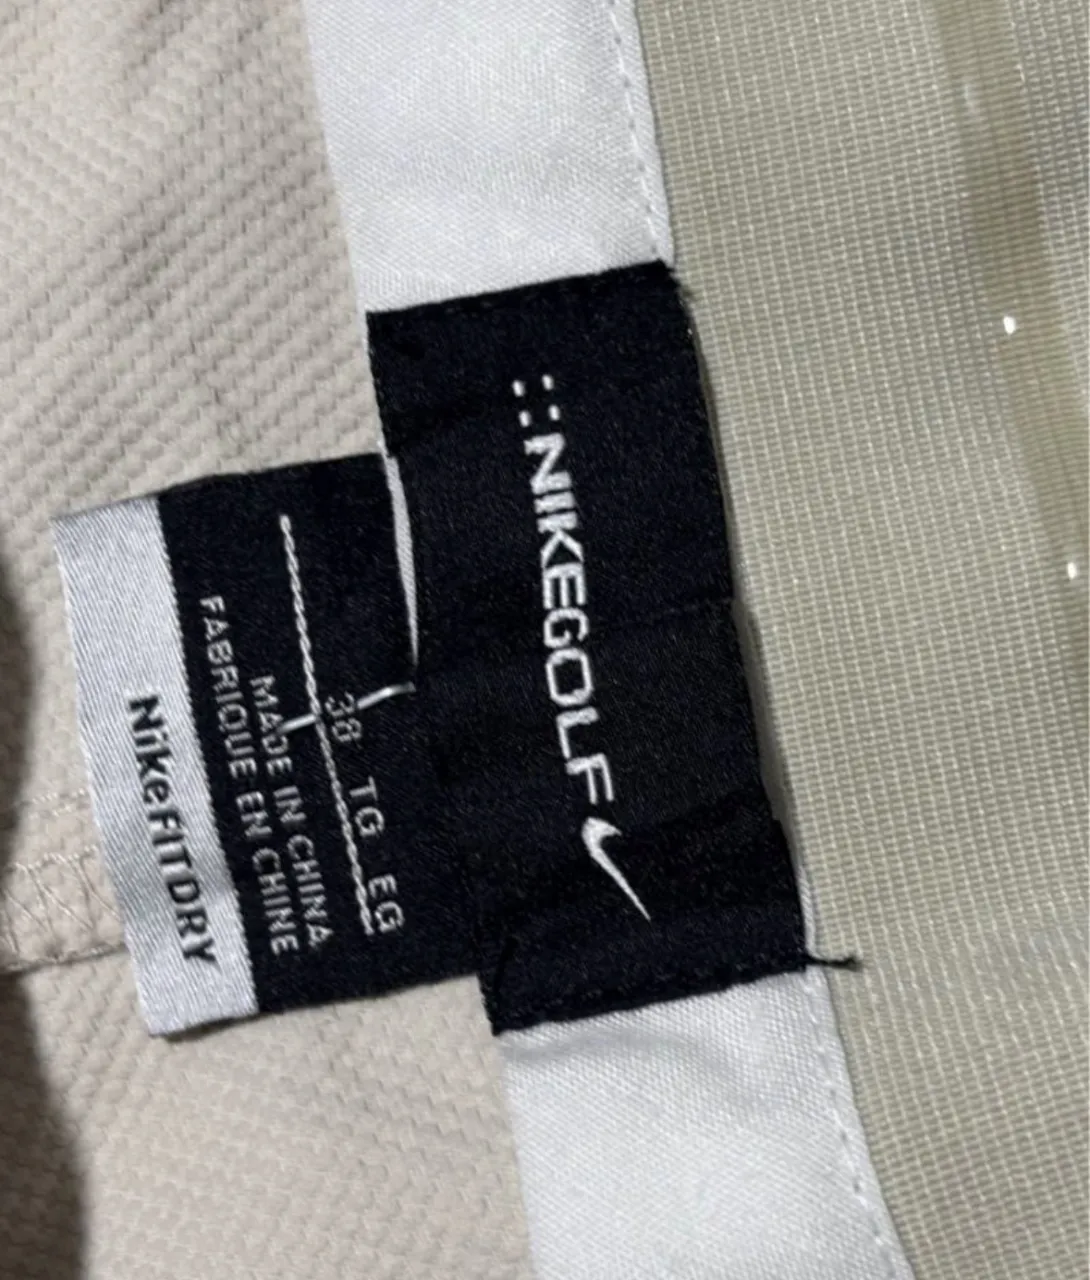 ::NIKEGOLF
38 TG EG
MADE IN CHINA
FABRIQUE EN CHINE
NikeFITDRY